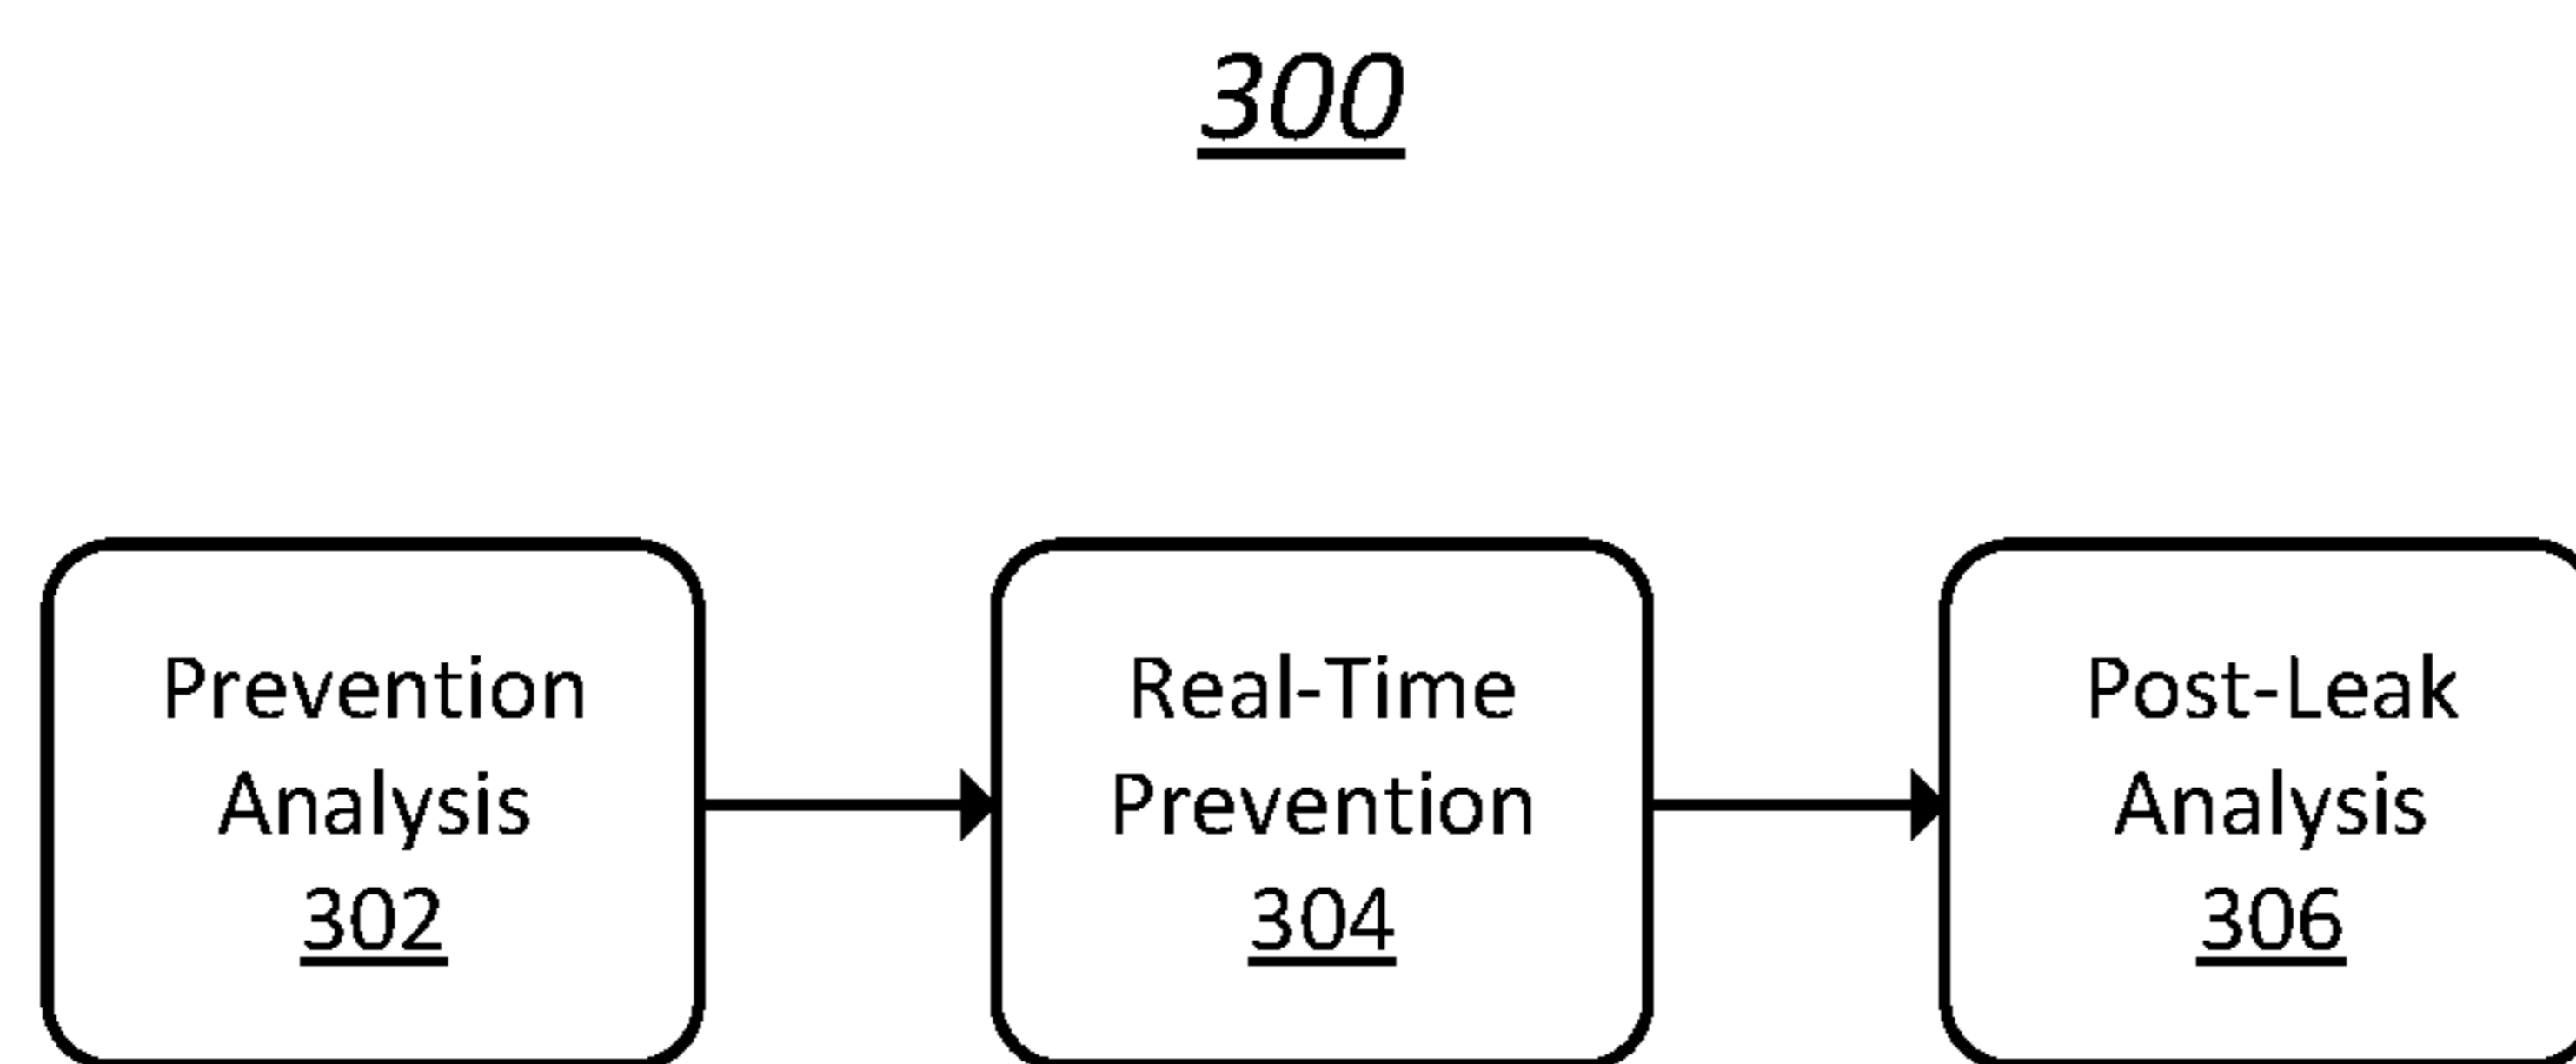 300
Prevention
Analysis
302
Real-Time
Prevention
304
Post-Leak
Analysis
306